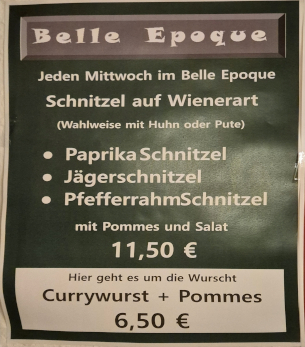 Belle Epoque
Jeden Mittwoch im Belle Epoque
Schnitzel auf Wienerart
(Wahlweise mit Huhn oder Pute)
• Paprika Schnitzel
• Jägerschnitzel
• PfefferrahmSchnitzel
mit Pommes und Salat
11,50 €
Hier geht es um die Wurscht
Currywurst + Pommes
6,50 €